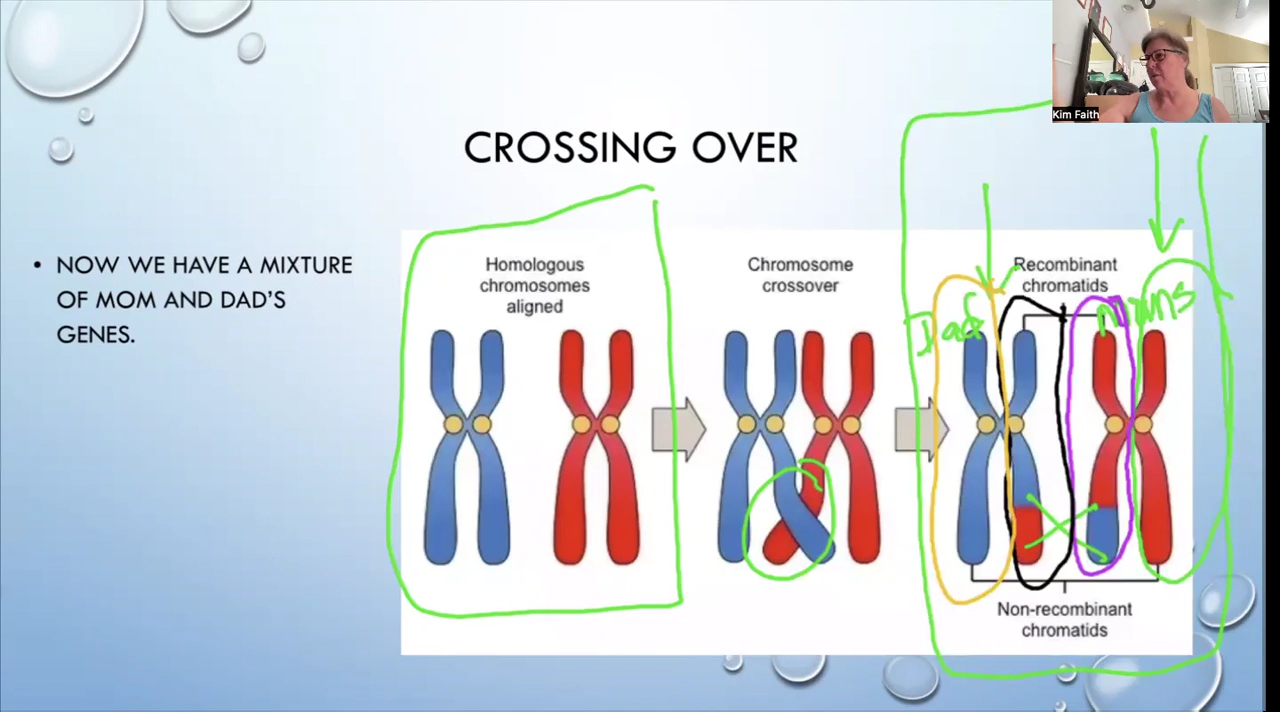 Kim Faith
CROSSING OVER
• NOW WE HAVE A MIXTURE
OF MOM AND DAD'S
GENES.
Homologous
chromosomes
aligned
Chromosome
crossover
Recombinant
chromatids
Dad
moms
Non-recombinant
chromatids